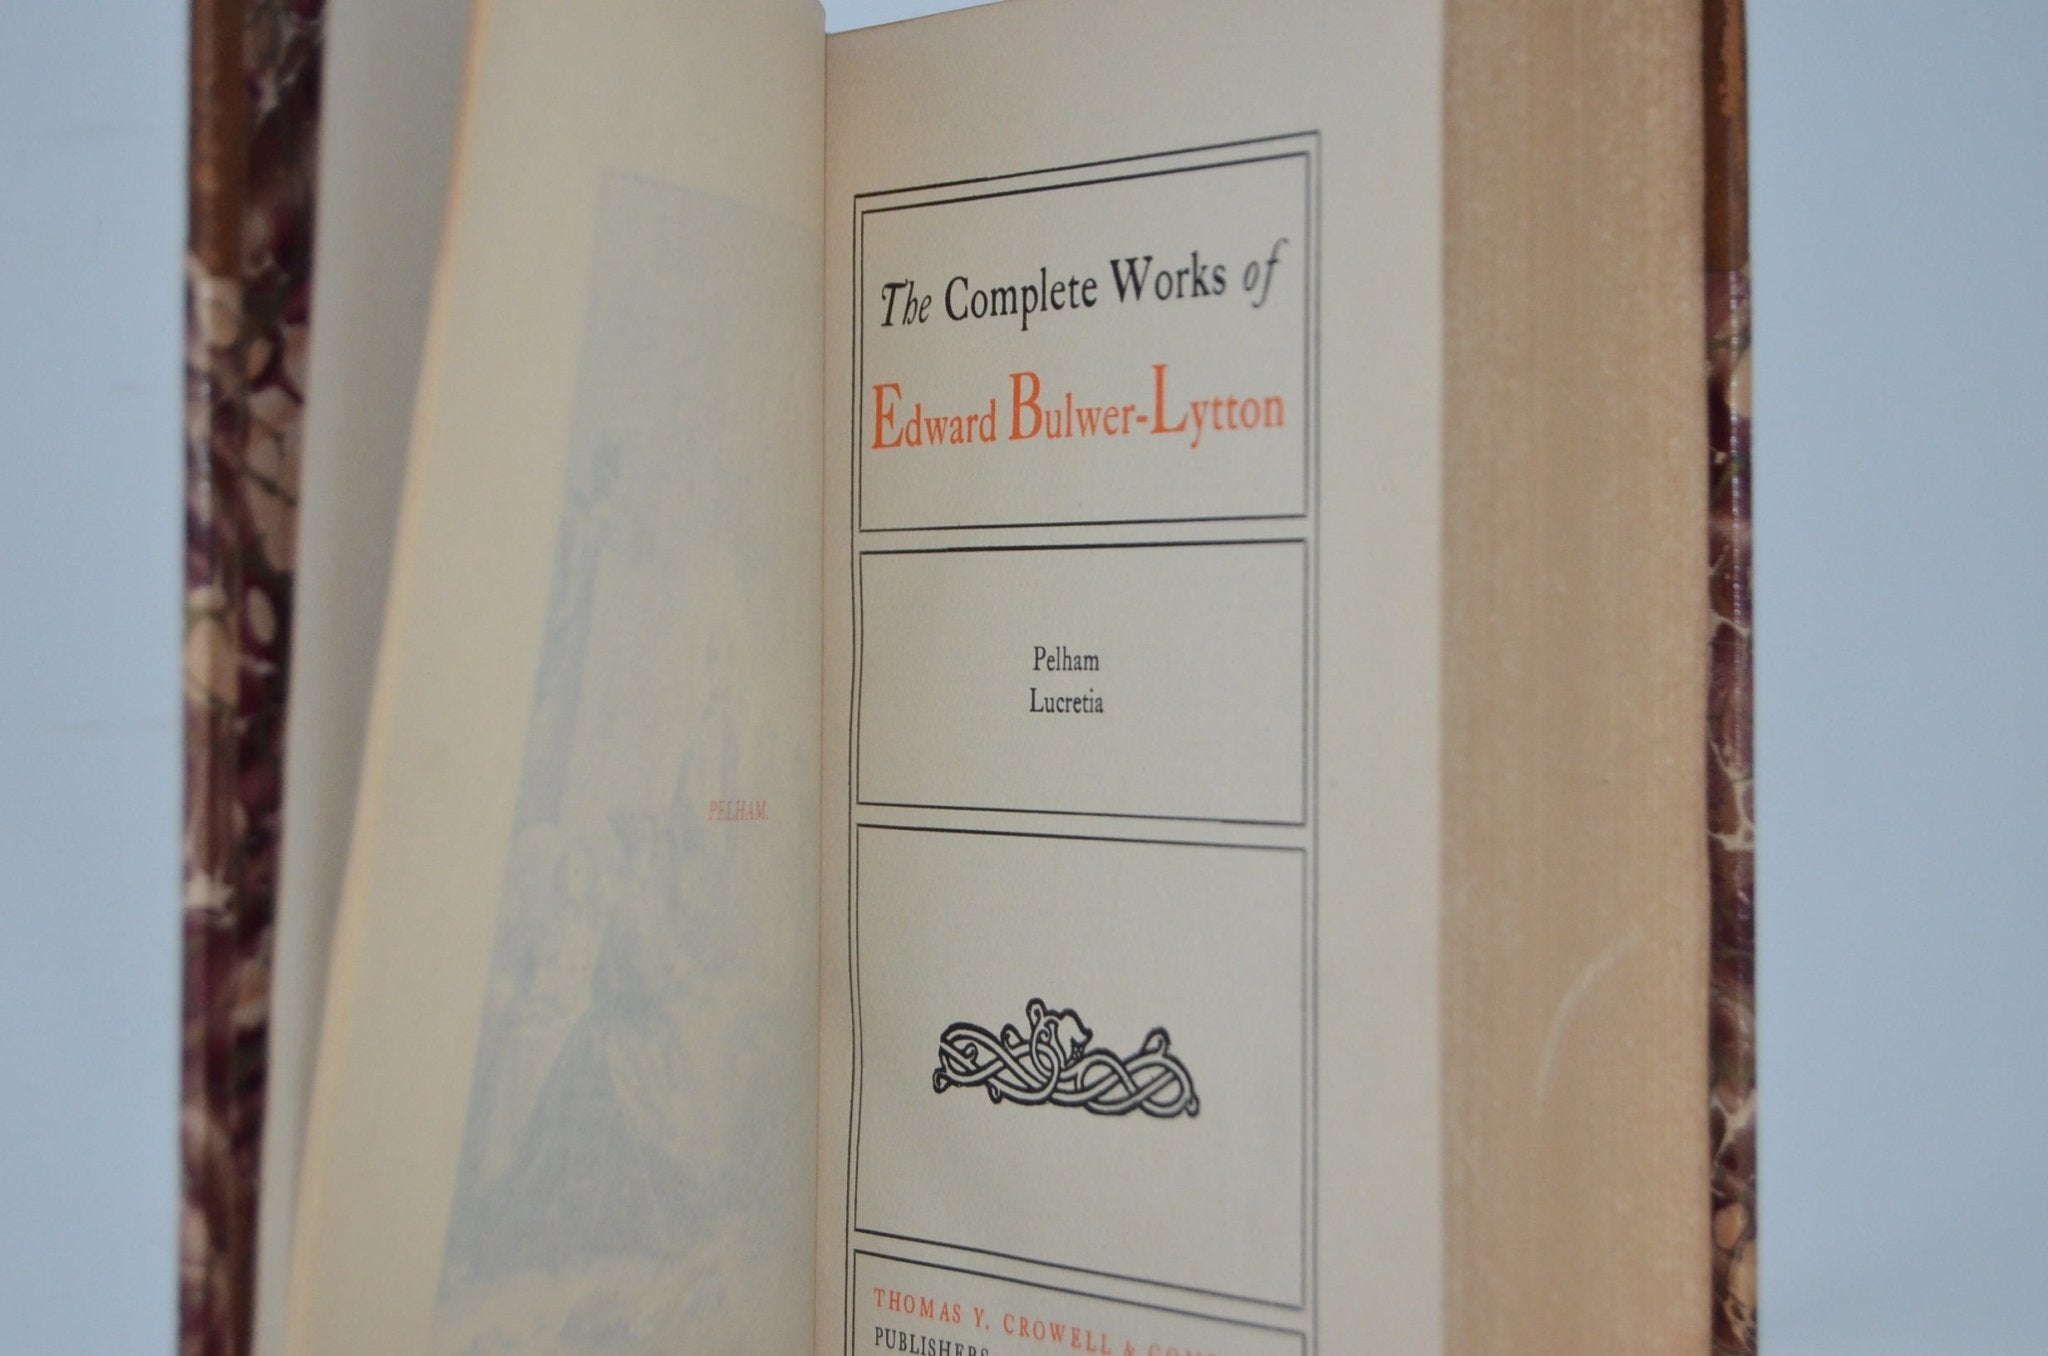 PELHAM.
The Complete Works of
Edward Bulwer-Lytton
Pelham
Lucretia
THOMAS Y. CROWELL &
PUBLISHERS